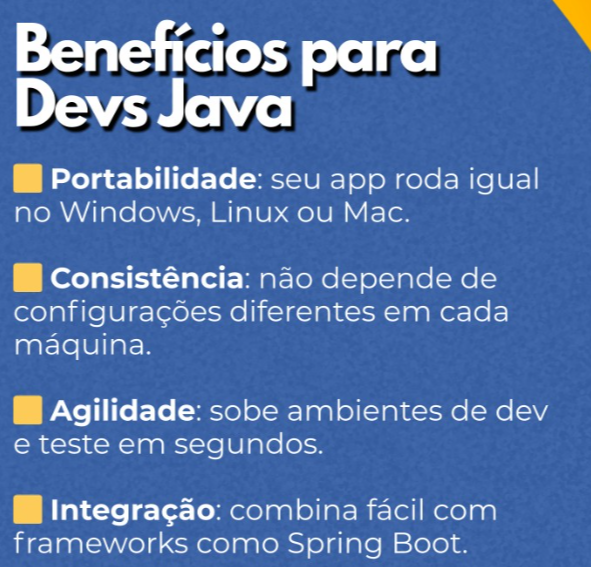 Benefícios para
Devs Java
Portabilidade: seu app roda igual
no Windows, Linux ou Mac.
Consistência: não depende de
configurações diferentes em cada
máquina.
Agilidade: sobe ambientes de dev
e teste em segundos.
Integração: combina fácil com
frameworks como Spring Boot.